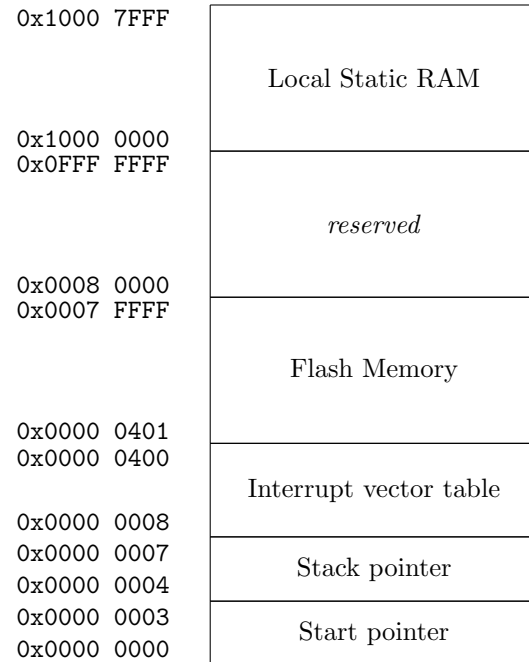 0x1000 7FFF
Local Static RAM
0x1000 0000
0x0FFF FFFF
reserved
0x0008 0000
0x0007 FFFF
Flash Memory
0x0000 0401
0x0000 0400
Interrupt vector table
0x0000 0008
0x0000 0007
Stack pointer
0x0000 0004
0x0000 0003
Start pointer
0x0000 0000